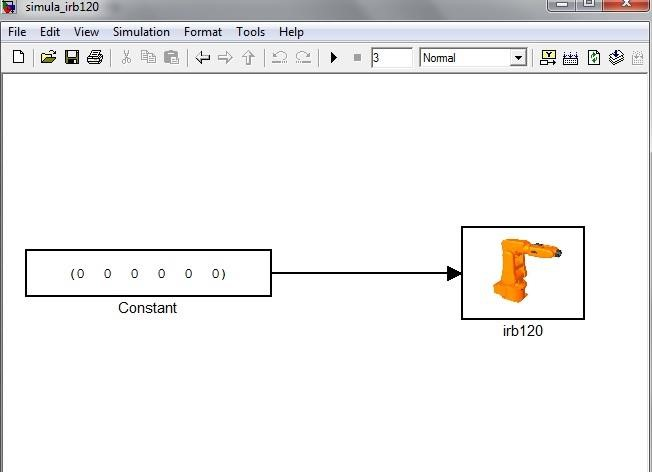 simula_irb120
File Edit View Simulation Format Tools Help
3 Normal
(0 0 0 0 0 0)
Constant
irb120